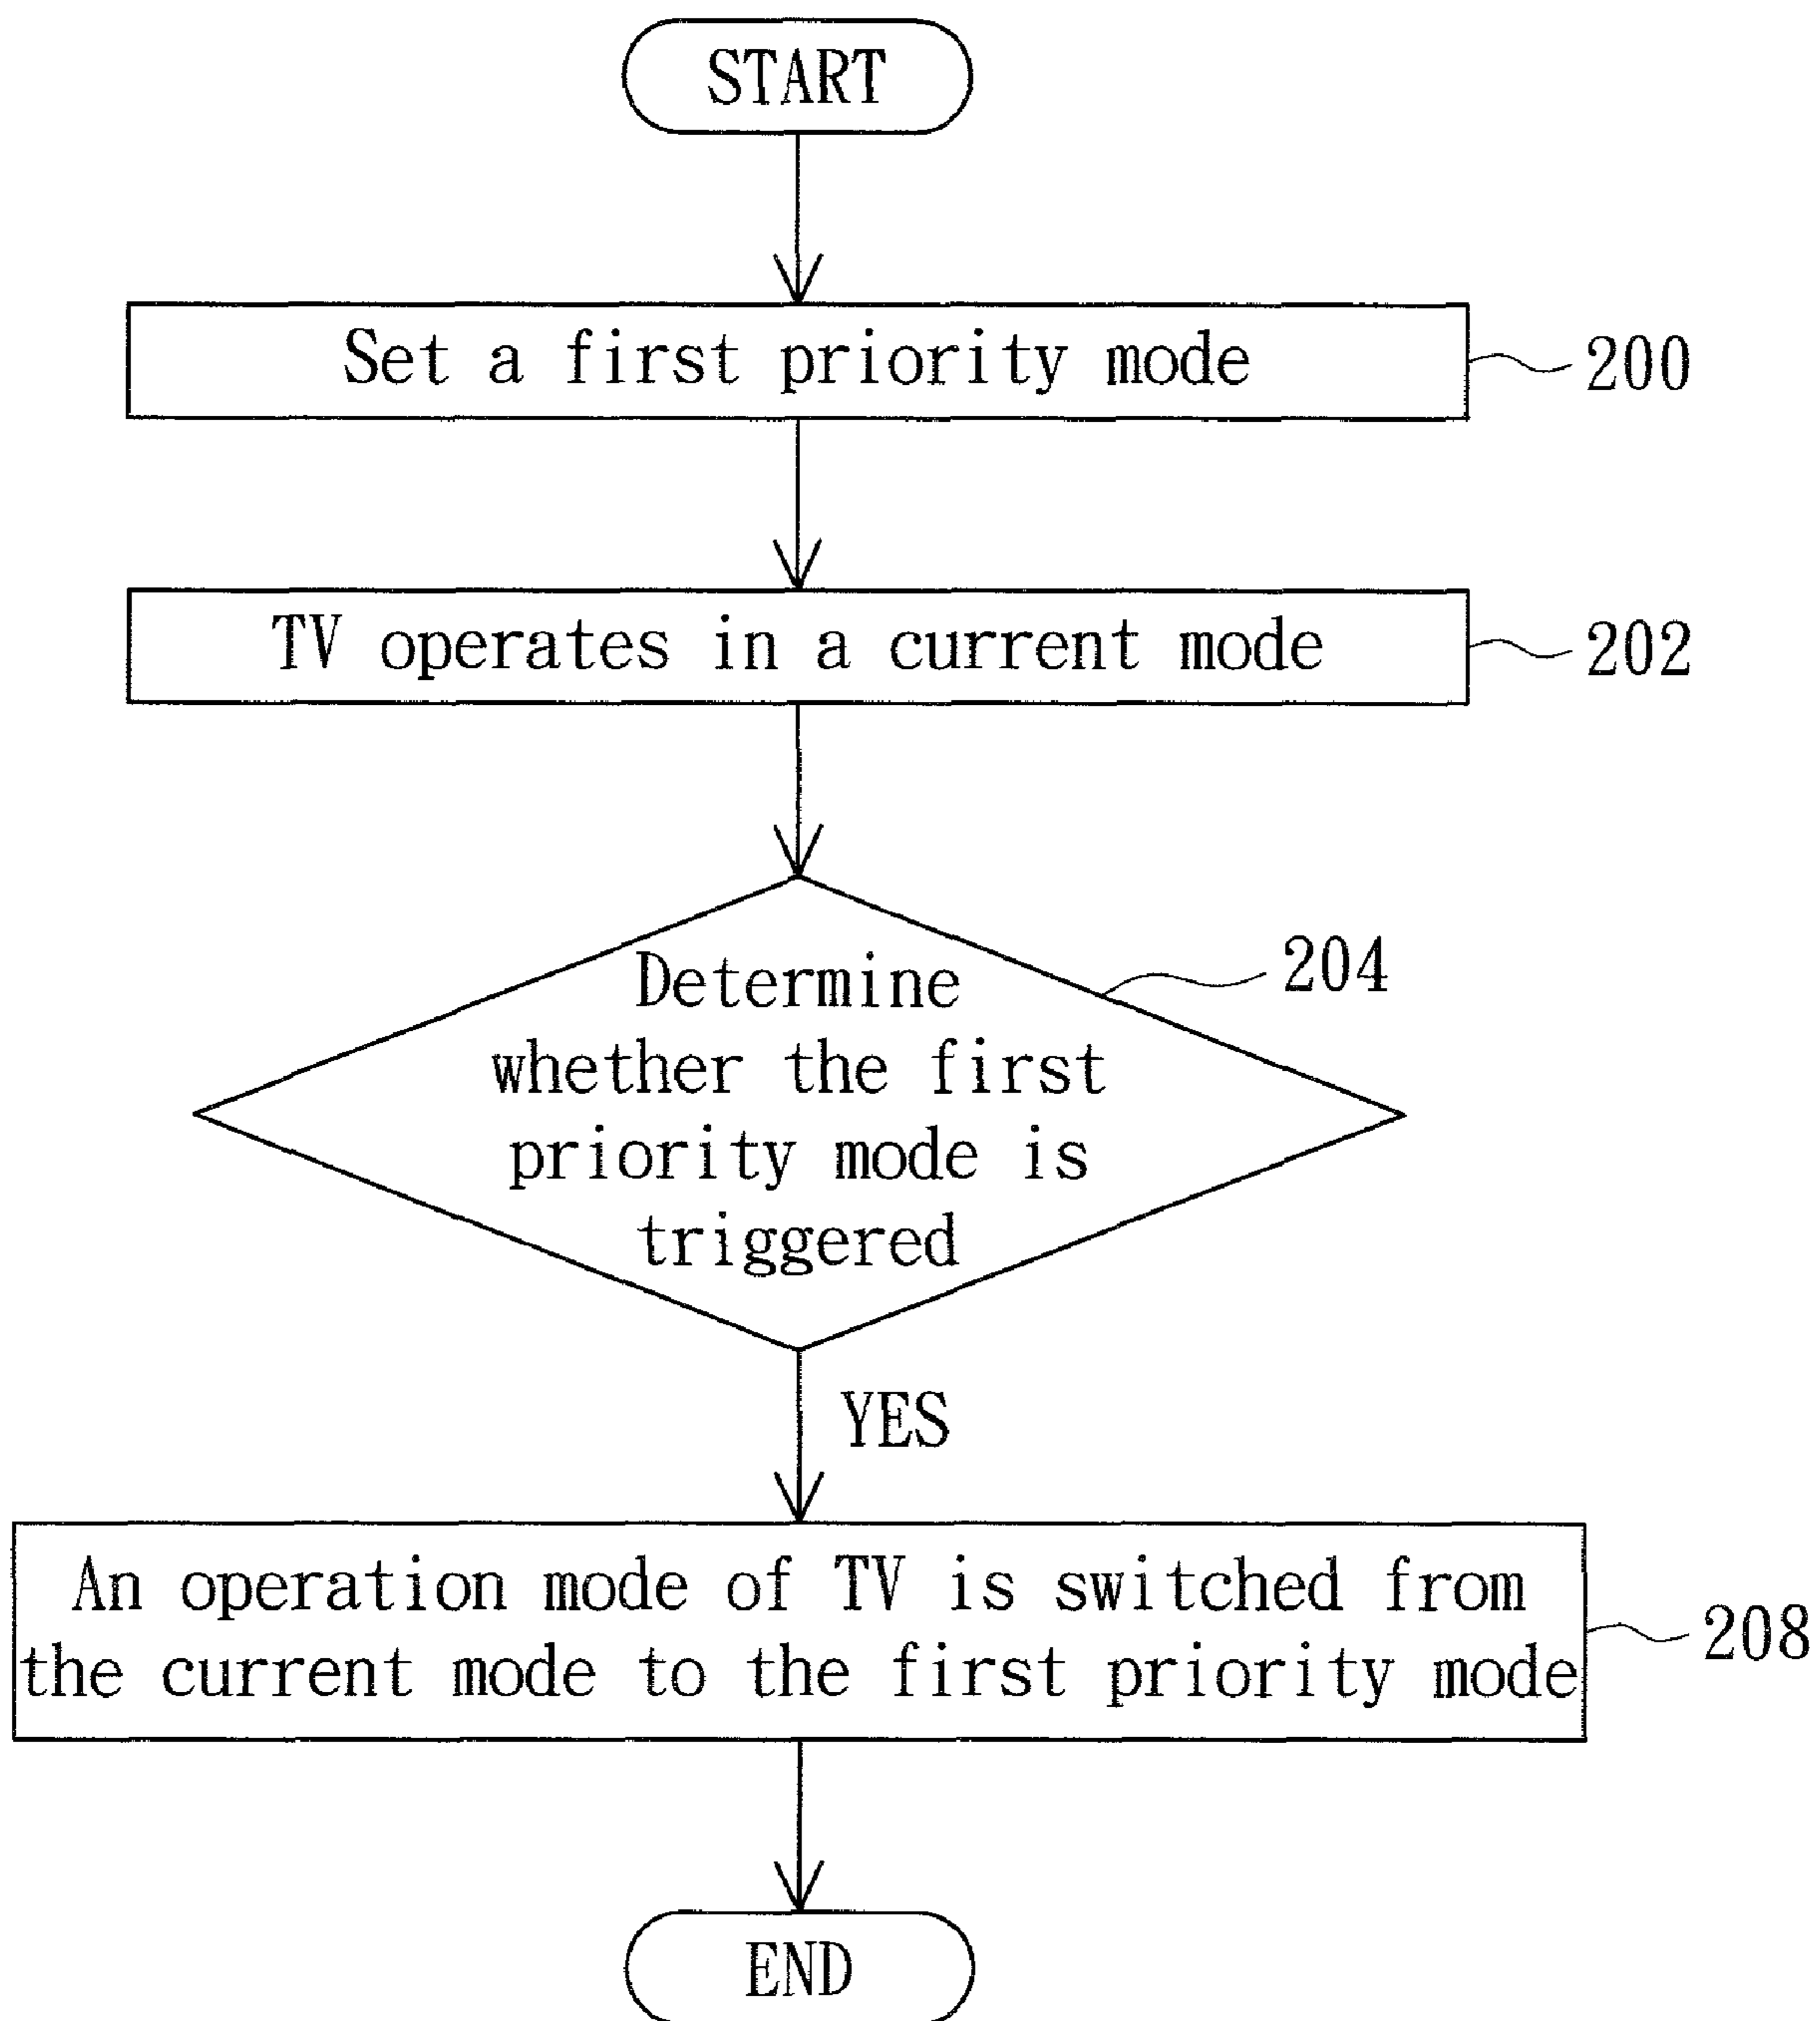 START
Set a first priority mode
200
TV operates in a current mode
202
Determine
whether the first
priority mode is
triggered
204
YES
An operation mode of TV is switched from
the current mode to the first priority mode
208
END